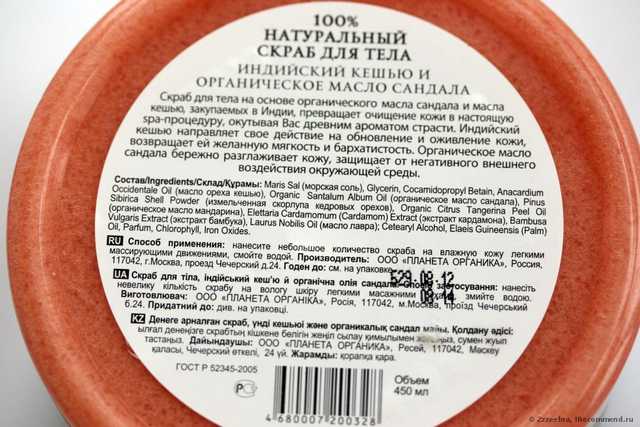 100%
НАТУРАЛЬНЫЙ
СКРАБ ДЛЯ ТЕЛА
ИНДИЙСКИЙ КЕШЬЮ И
ОРГАНИЧЕСКОЕ МАСЛО САНДАЛА
Скраб для тела на основе органического масла сандала и масла
кешью, закупаемых в Индии, превращает очищение кожи в настоящую
spa-процедуру, окутывая Вас древним ароматом страсти. Индийский
кешью направляет свое действие на обновление и оживление кожи,
возвращает ей желанную мягкость и бархатистость. Органическое масло
сандала бережно разглаживает кожу, защищает от негативного внешнего
воздействия окружающей среды.
Состав/Ingredients/Склад/Құрамы: Maris Sal (морская соль), Glycerin, Cocamidopropyl Betain, Anacardium
Occidentale Oil (масло ореха кешью), Organic Santalum Album Oil (органическое масло сандала), Pinus
Sibirica Shell Powder (измельченная скорлупа кедровых орехов), Organic Citrus Tangerina Peel Oil
(органическое масло мандарина), Elettaria Cardamomum (Cardamom) Extract (экстракт кардамона), Bambusa
Vulgaris Extract (экстракт бамбука), Laurus Nobilis Oil (масло лавра); Cetearyl Alcohol, Elaeis Guineensis (Palm)
Oil, Parfum, Chlorophyll, Iron Oxides.
RU Способ применения: нанесите небольшое количество скраба на влажную кожу легкими
массирующими движениями, смойте водой. Производитель: ООО «ПЛАНЕТА ОРГАНИКА», Россия,
117042, г.Москва, проезд Чечерский д.24. Годен до: см. на упаковке.
529 08 12
08 14
UA Скраб для тіла, індійський кеш'ю й органічна олія сандала. Спосіб застосування: нанесіть
невелику кількість скрабу на вологу шкіру легкими масажними змийте водою.
Виготовлювач: ООО «ПЛАНЕТА ОРГАНИКА», Росія, 117042, м.Москва, проїзд Чечерський
б.24. Придатний до: див. на упаковці.
KZ Денеге арналған скраб, үнді кешьюі және органикалық сандал майы. Қолдану әдісі:
ылғал денеңізге скрабтың кішкене бөлігін жеңіл сылау қимылымен жағыңыз, сумен жуып
тастаңыз. Дайындаушы: ООО «ПЛАНЕТА ОРГАНИКА», Ресей, 117042, Мәскеу
қаласы, Чечерский өткелі, 24 үй. Жарамды: қорапқа қара.
ГОСТ Р 52345-2005
РС
Объем
450 мл
4 680007 200328
© Zzzeebra, IRecommend.ru